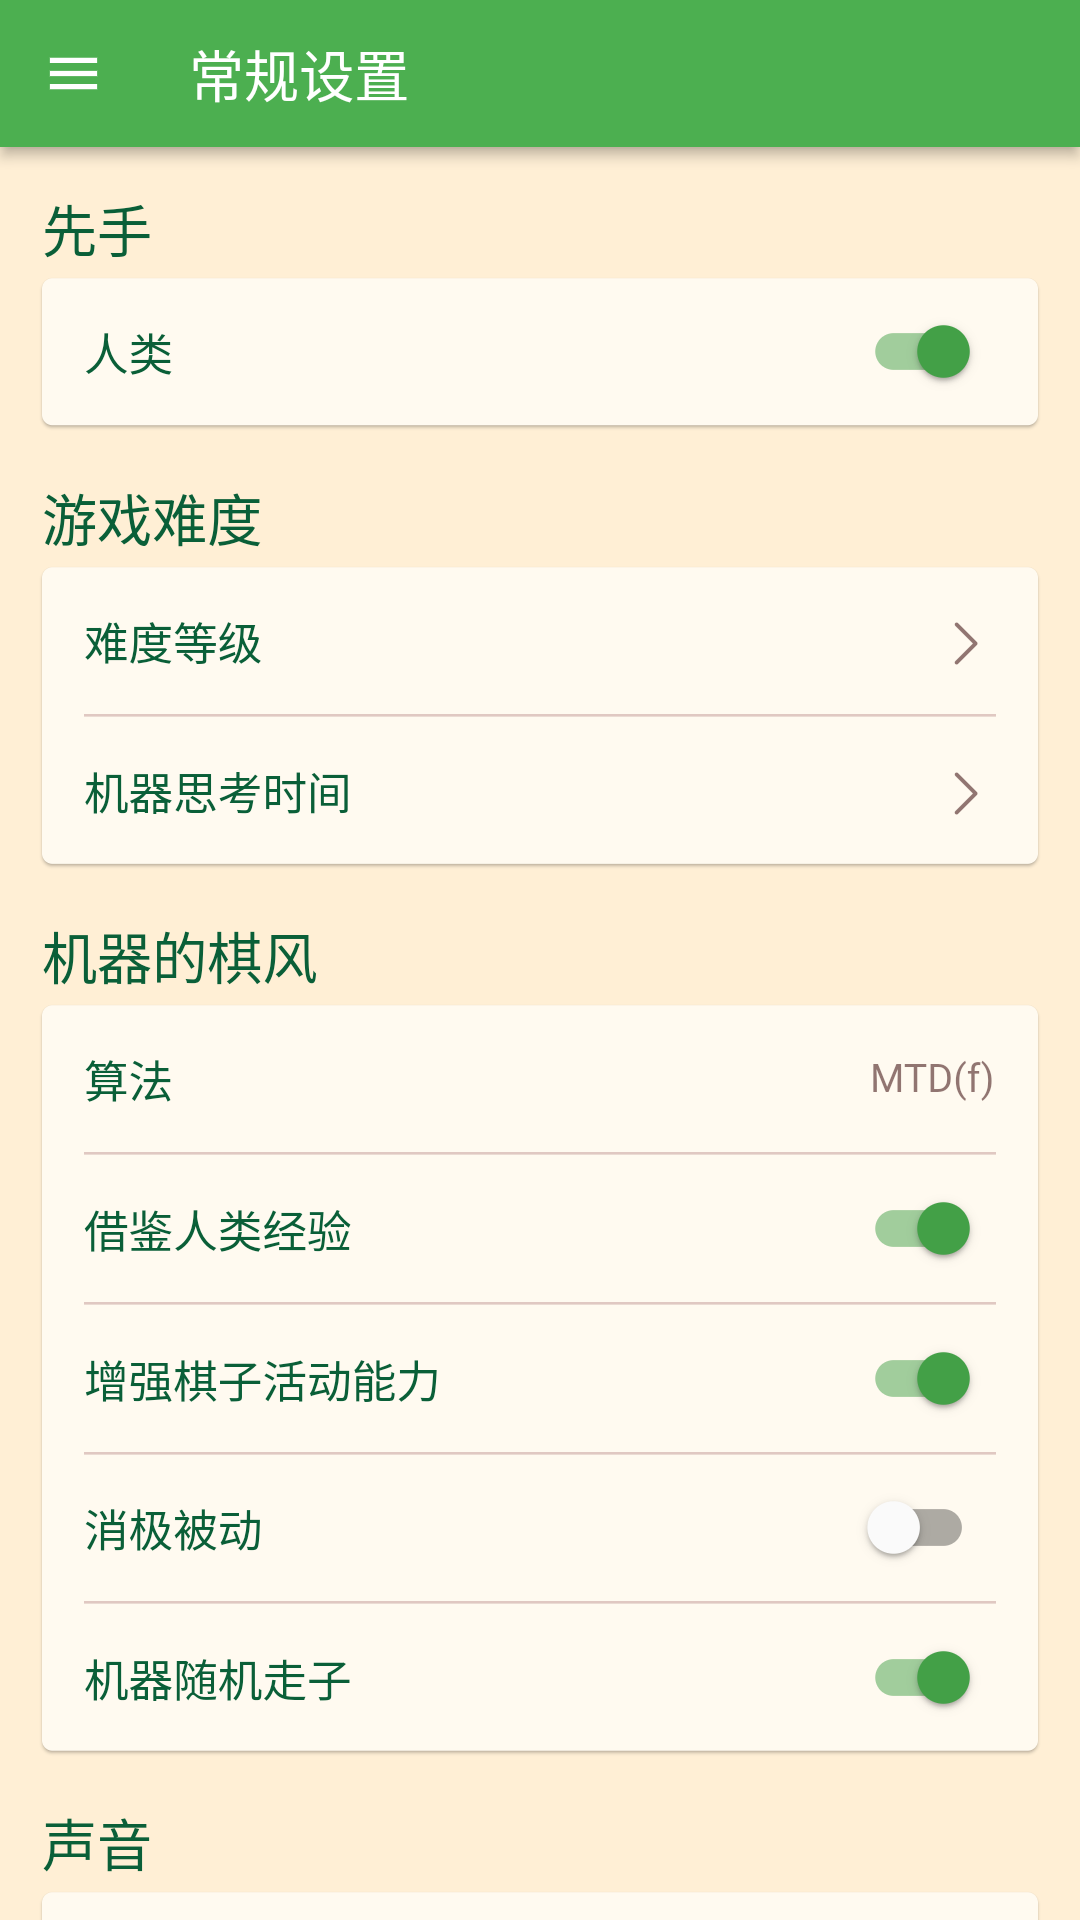 常规设置
先手
人类
游戏难度
难度等级
机器思考时间
机器的棋风
算法 MTD(f)
借鉴人类经验
增强棋子活动能力
消极被动
机器随机走子
声音